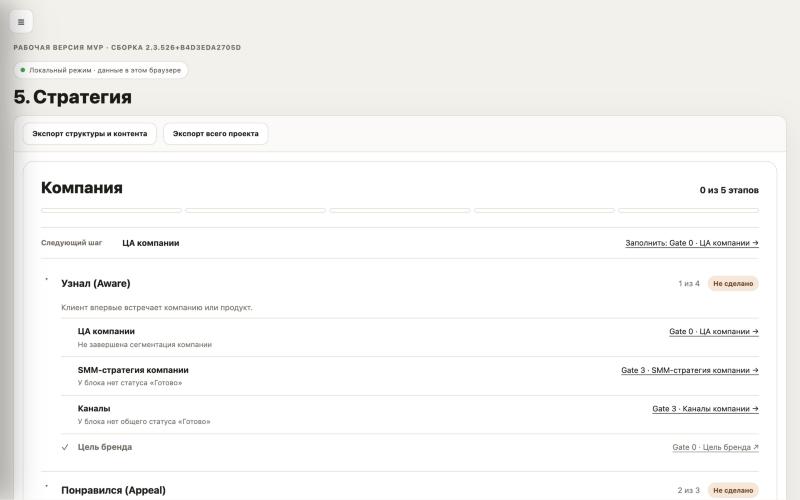 ≡
РАБОЧАЯ ВЕРСИЯ MVP · СБОРКА 2.3.526+B4D3EDA2705D
Локальный режим · данные в этом браузере
5. Стратегия
Экспорт структуры и контента
Экспорт всего проекта
Компания
0 из 5 этапов
Следующий шаг
ЦА компании
Заполнить: Gate 0 · ЦА компании →
Узнал (Aware)
1 из 4
Не сделано
Клиент впервые встречает компанию или продукт.
ЦА компании
Gate 0 · ЦА компании →
Не завершена сегментация компании
SMM-стратегия компании
Gate 3 · SMM-стратегия компании →
У блока нет статуса «Готово»
Каналы
Gate 3 · Каналы компании →
У блока нет общего статуса «Готово»
✓ Цель бренда
Gate 0 · Цель бренда ↗
Понравился (Appeal)
2 из 3
Не сделано